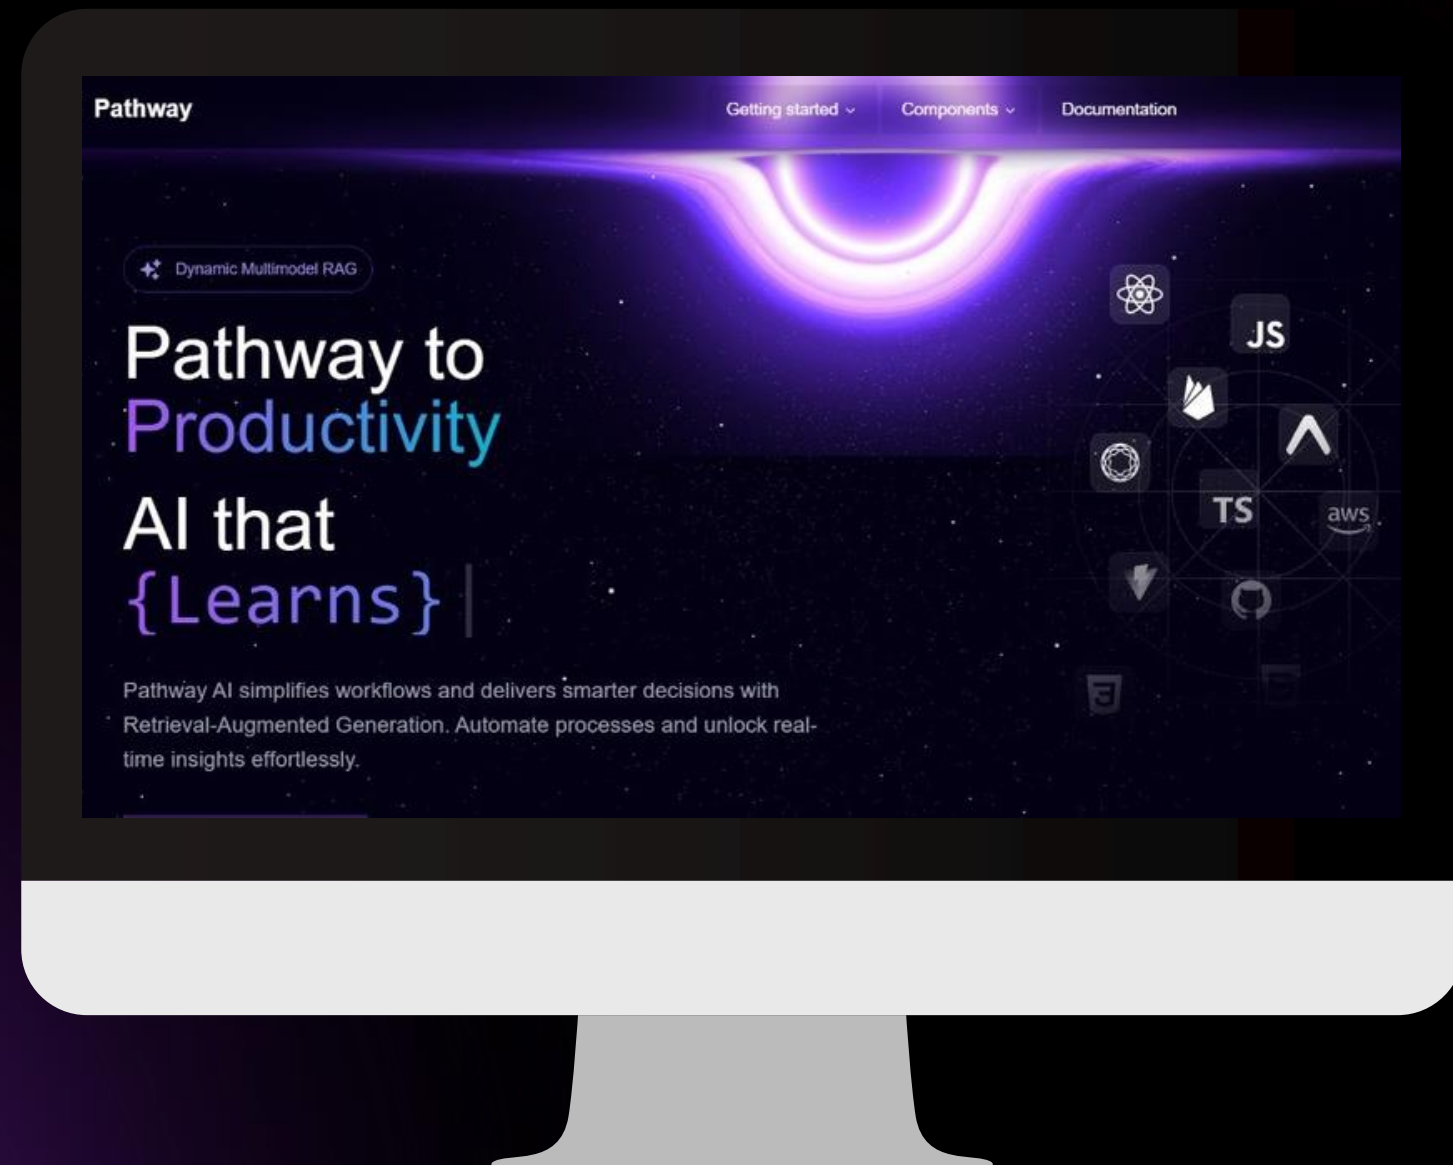 Pathway
Getting started
Components
Documentation
Dynamic Multimodel RAG
Pathway to
Productivity
AI that
{Learns}
Pathway AI simplifies workflows and delivers smarter decisions with
Retrieval-Augmented Generation. Automate processes and unlock real-
time insights effortlessly.
JS
TS
aws
3